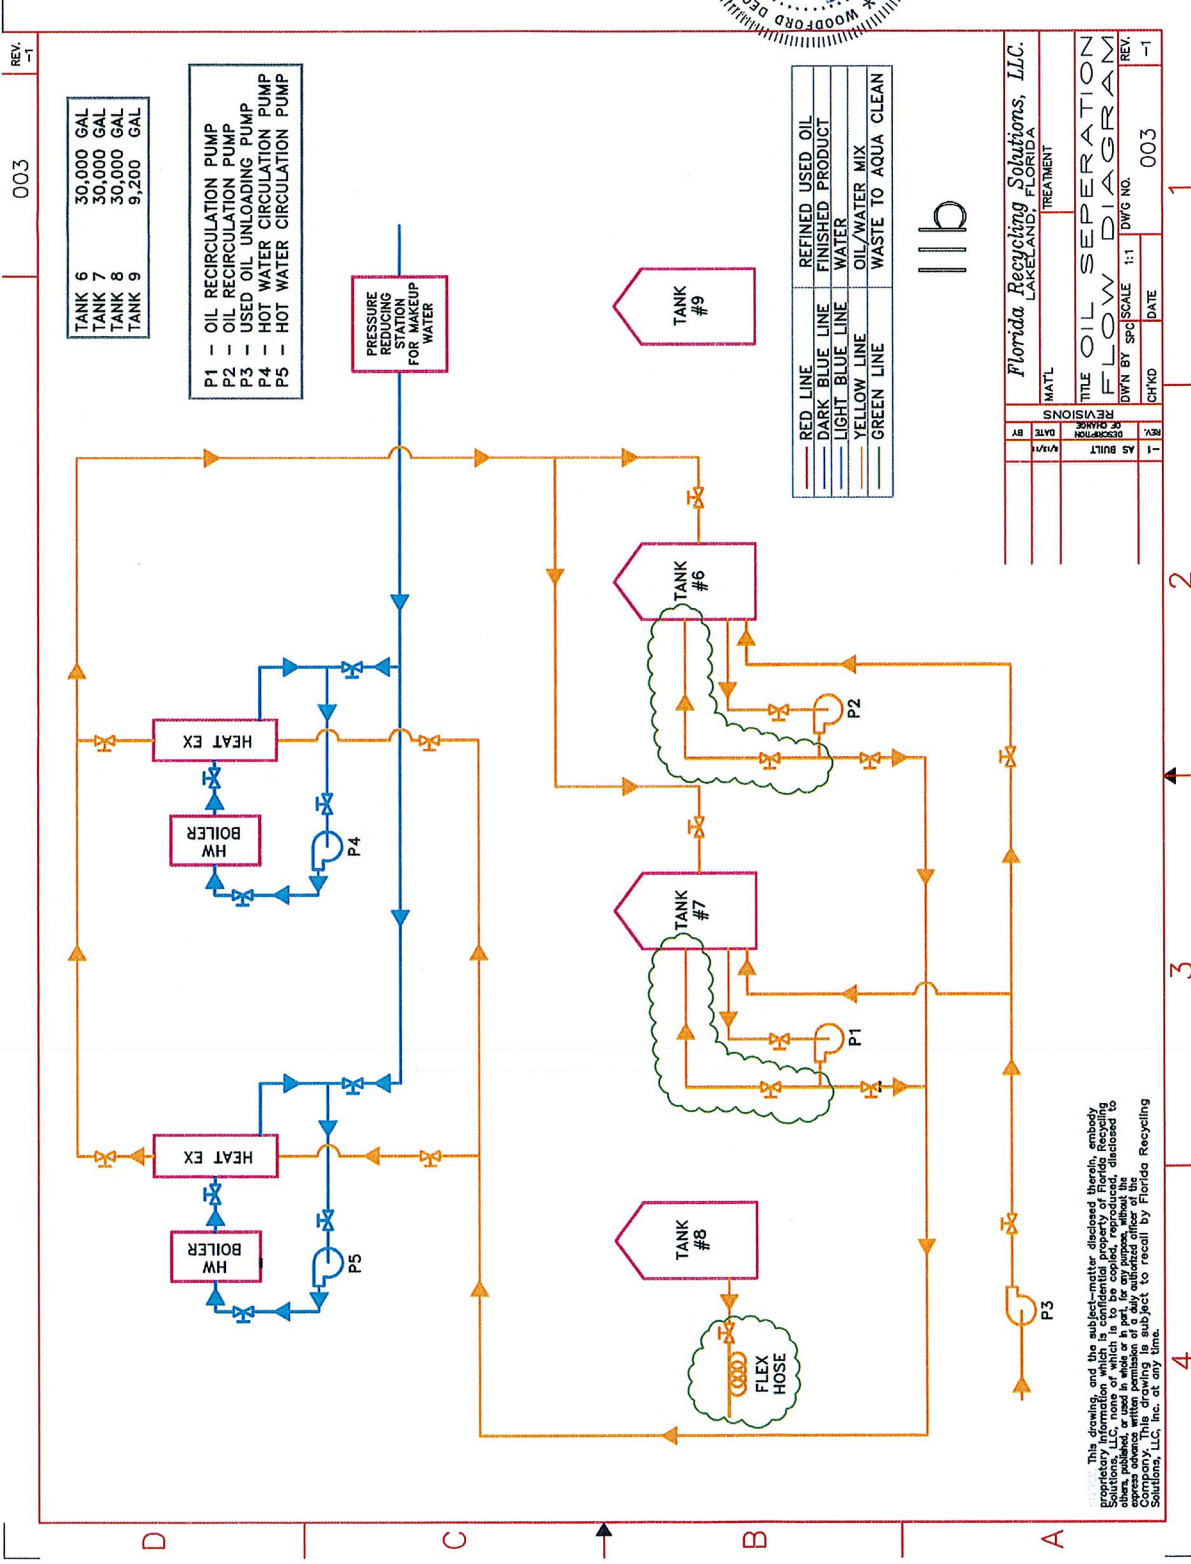 003
REV.
-1
TANK 6 30,000 GAL
TANK 7 30,000 GAL
TANK 8 30,000 GAL
TANK 9 9,200 GAL
P1 - OIL RECIRCULATION PUMP
P2 - OIL RECIRCULATION PUMP
P3 - USED OIL UNLOADING PUMP
P4 - HOT WATER CIRCULATION PUMP
P5 - HOT WATER CIRCULATION PUMP
PRESSURE
REDUCING
STATION
FOR MAKEUP
WATER
HEAT EX
HW
BOILER
P5
HEAT EX
HW
BOILER
P4
TANK
#8
FLEX
HOSE
TANK
#7
P1
TANK
#6
P2
TANK
#9
P3
RED LINE REFINED USED OIL
DARK BLUE LINE FINISHED PRODUCT
LIGHT BLUE LINE WATER
YELLOW LINE OIL/WATER MIX
GREEN LINE WASTE TO AQUA CLEAN
11b
WOODFORD
This drawing, and the subject-matter disclosed therein, embody
proprietary information which is confidential property of Florida Recycling
Solutions, LLC, none of which is to be copied, reproduced, disclosed to
others, published, or used in whole or in part, for any purpose, without the
express advance written permission of a duly authorized officer of the
Company. This drawing is subject to recall by Florida Recycling
Solutions, LLC, Inc. at any time.
REVISIONS
REV. DESCRIPTION OF CHANGE DATE BY
-1 AS BUILT
Florida Recycling Solutions, LLC.
LAKELAND, FLORIDA
MAT'L TREATMENT
TITLE OIL SEPERATION
FLOW DIAGRAM
DW'N BY SPC SCALE 1:1 DW'G NO. REV.
CH'KD DATE 003 -1
D
C
B
A
4
3
2
1